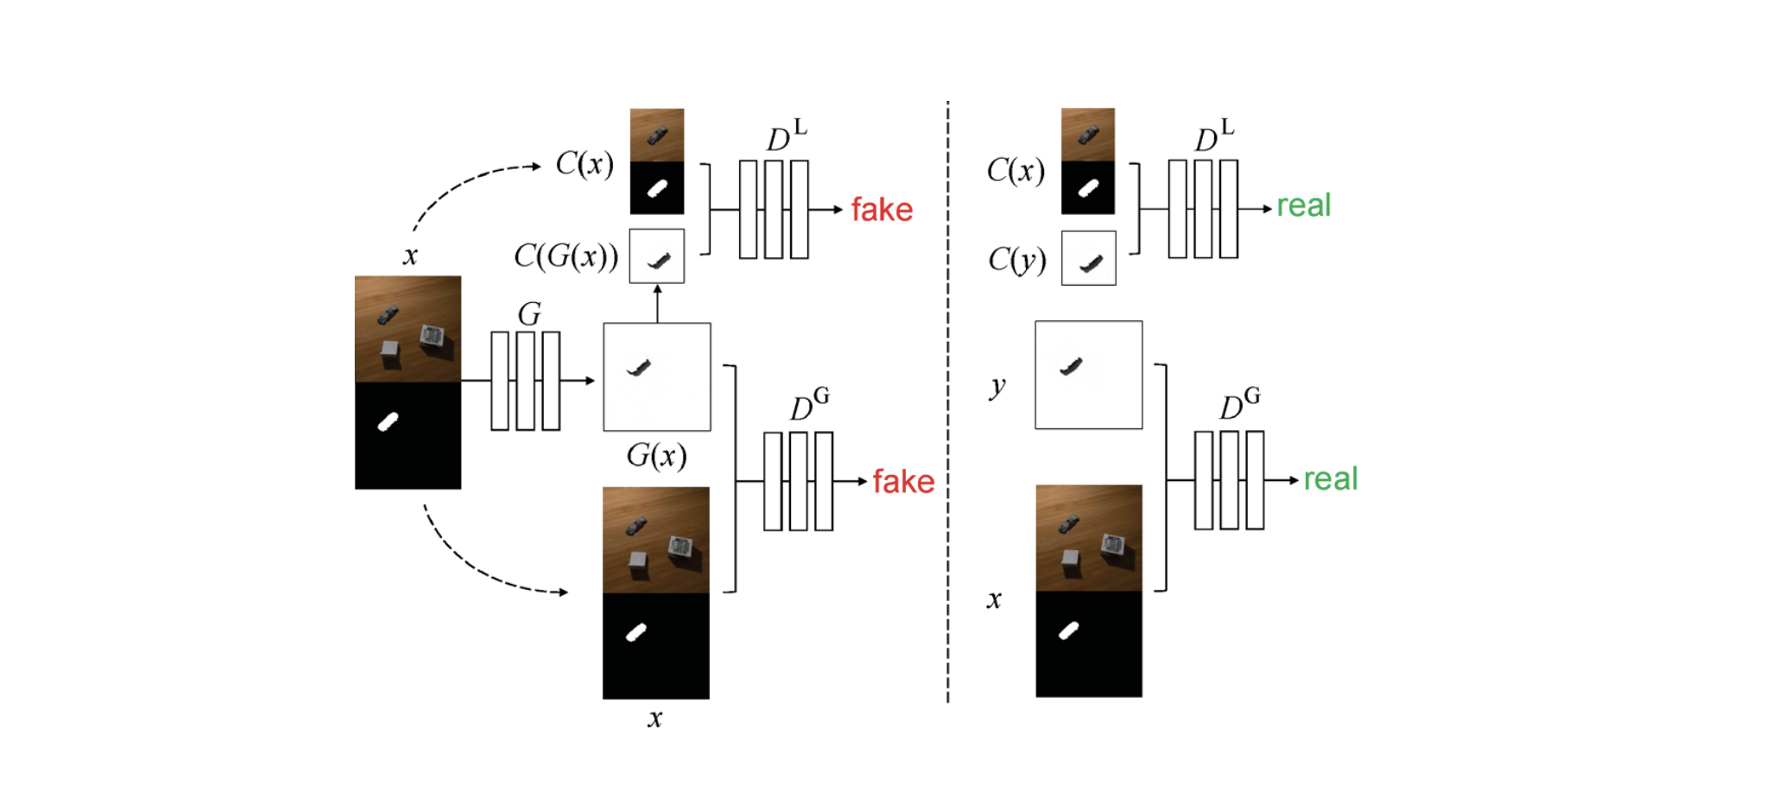 x
G
C(x)
C(G(x))
D^L
fake
G(x)
D^G
fake
x
C(x)
D^L
real
C(y)
y
D^G
real
x